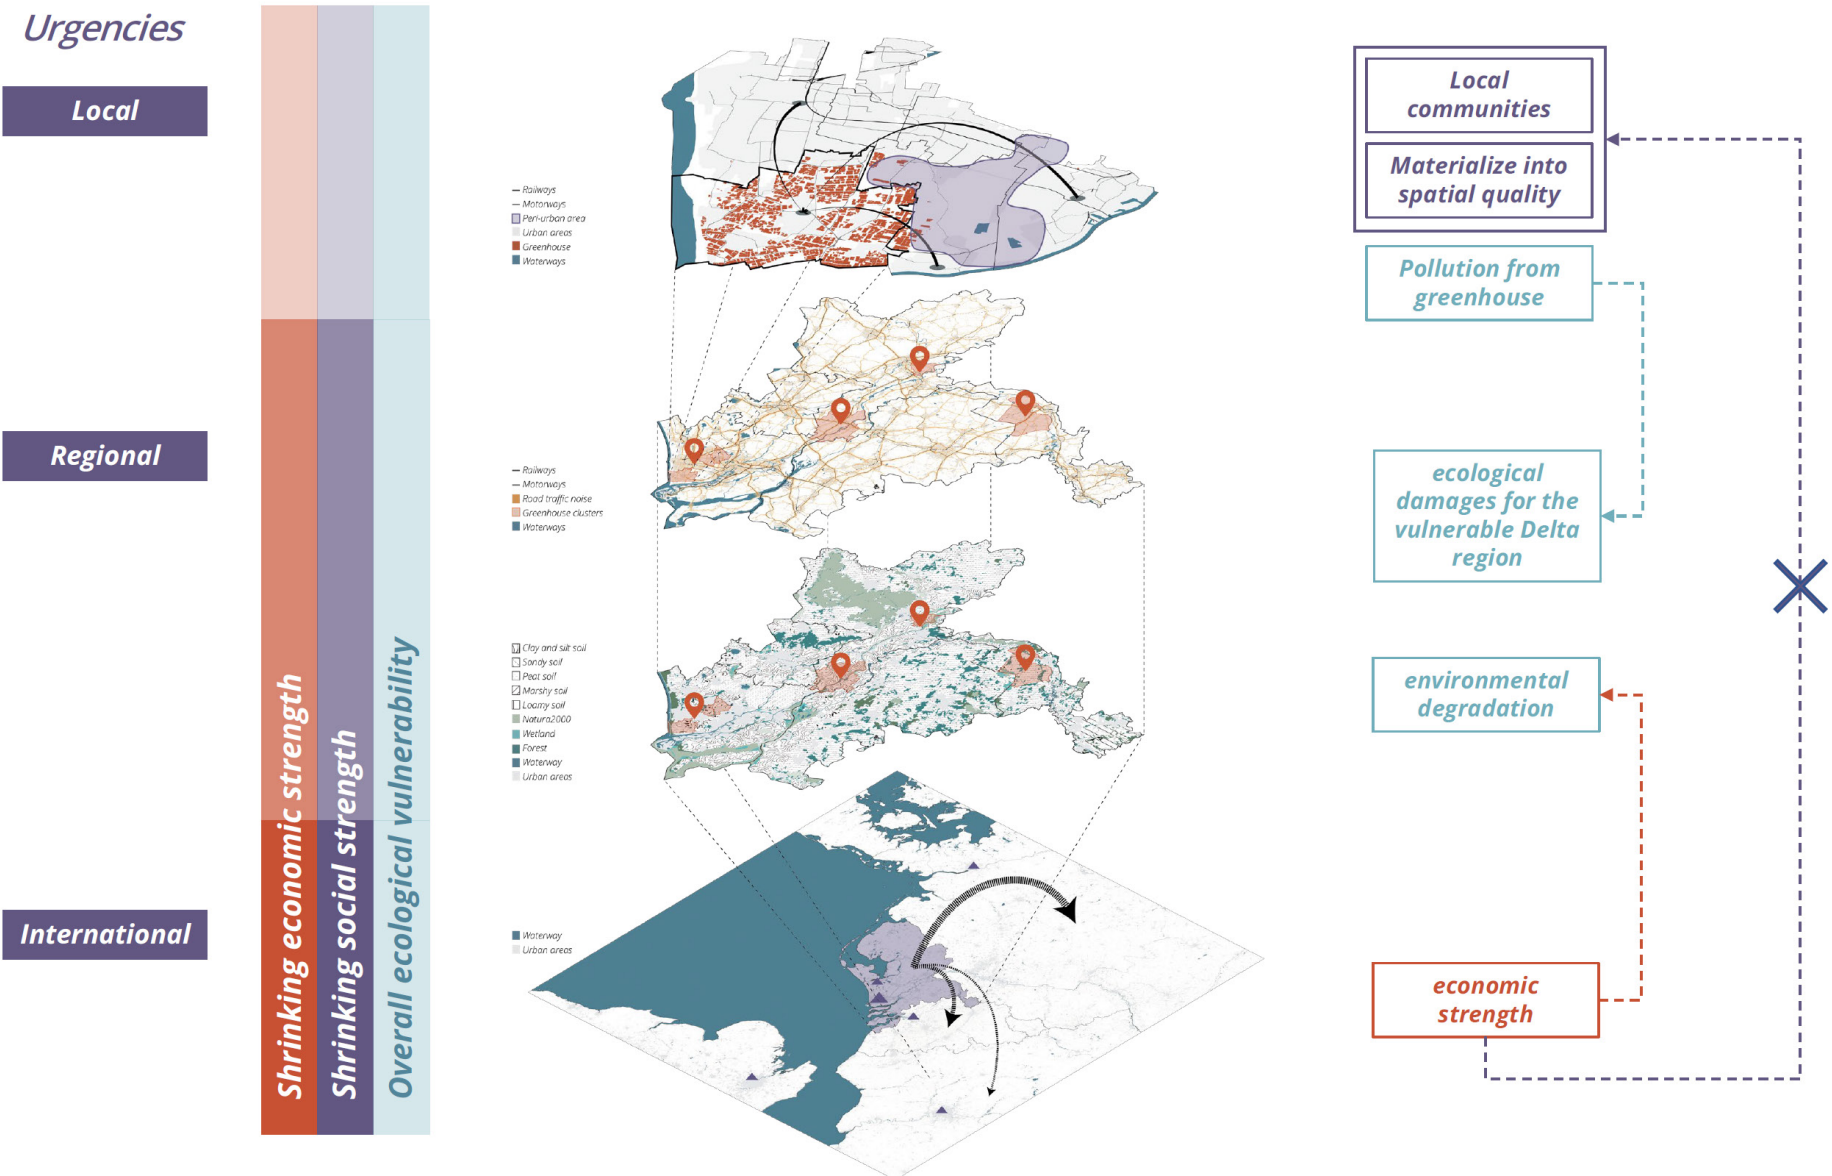 Urgencies
Local
Regional
International
Shrinking economic strength
Shrinking social strength
Overall ecological vulnerability
Railways
Motorways
Peri-urban area
Urban areas
Greenhouse
Waterways
Railways
Motorways
Road traffic noise
Greenhouse clusters
Waterways
Clay and silt soil
Sandy soil
Peat soil
Marshy soil
Loamy soil
Natura2000
Wetland
Forest
Waterway
Urban areas
Waterway
Urban areas
Local
communities
Materialize into
spatial quality
Pollution from
greenhouse
ecological
damages for the
vulnerable Delta
region
environmental
degradation
economic
strength